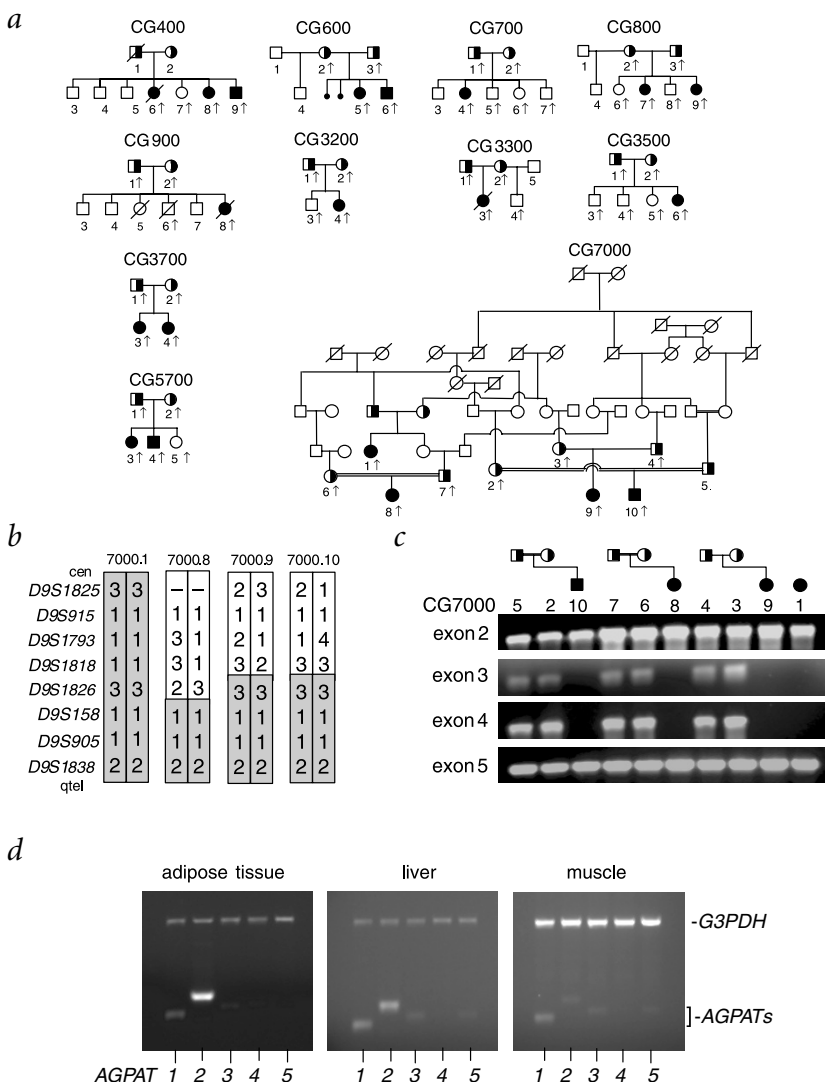 a
CG400
CG600
CG700
CG800
1 2
1 2↑ 3↑
1↑ 2↑
1 2↑ 3↑
3 4 5 6↑ 7↑ 8↑ 9↑
4 5↑ 6↑
3 4↑ 5↑ 6↑ 7↑
4 6↑ 7↑ 8↑ 9↑
CG900
CG3200
CG3300
CG3500
1↑ 2↑
1↑ 2↑
1↑ 2↑ 5
1↑ 2↑
3 4 5 6↑ 7 8↑
3↑ 4↑
3↑ 4↑
3↑ 4↑ 5↑ 6↑
CG3700
CG7000
1↑ 2↑
3↑ 4↑
CG5700
1↑ 2↑
3↑ 4↑ 5↑
1↑ 3↑ 4↑
6↑ 7↑ 2↑ 5.
8↑ 9↑ 10↑
b
7000.1 7000.8 7000.9 7000.10
cen
D9S1825 3 3 – – 2 3 2 1
D9S915 1 1 1 1 1 1 1 1
D9S1793 1 1 3 1 2 1 1 4
D9S1818 1 1 3 1 3 2 3 3
D9S1826 3 3 2 3 3 3 3 3
D9S158 1 1 1 1 1 1 1 1
D9S905 1 1 1 1 1 1 1 1
D9S1838 2 2 2 2 2 2 2 2
qtel
c
CG7000 5 2 10 7 6 8 4 3 9 1
exon 2
exon 3
exon 4
exon 5
d
adipose tissue liver muscle
-G3PDH
]-AGPATs
AGPAT 1 2 3 4 5 1 2 3 4 5 1 2 3 4 5